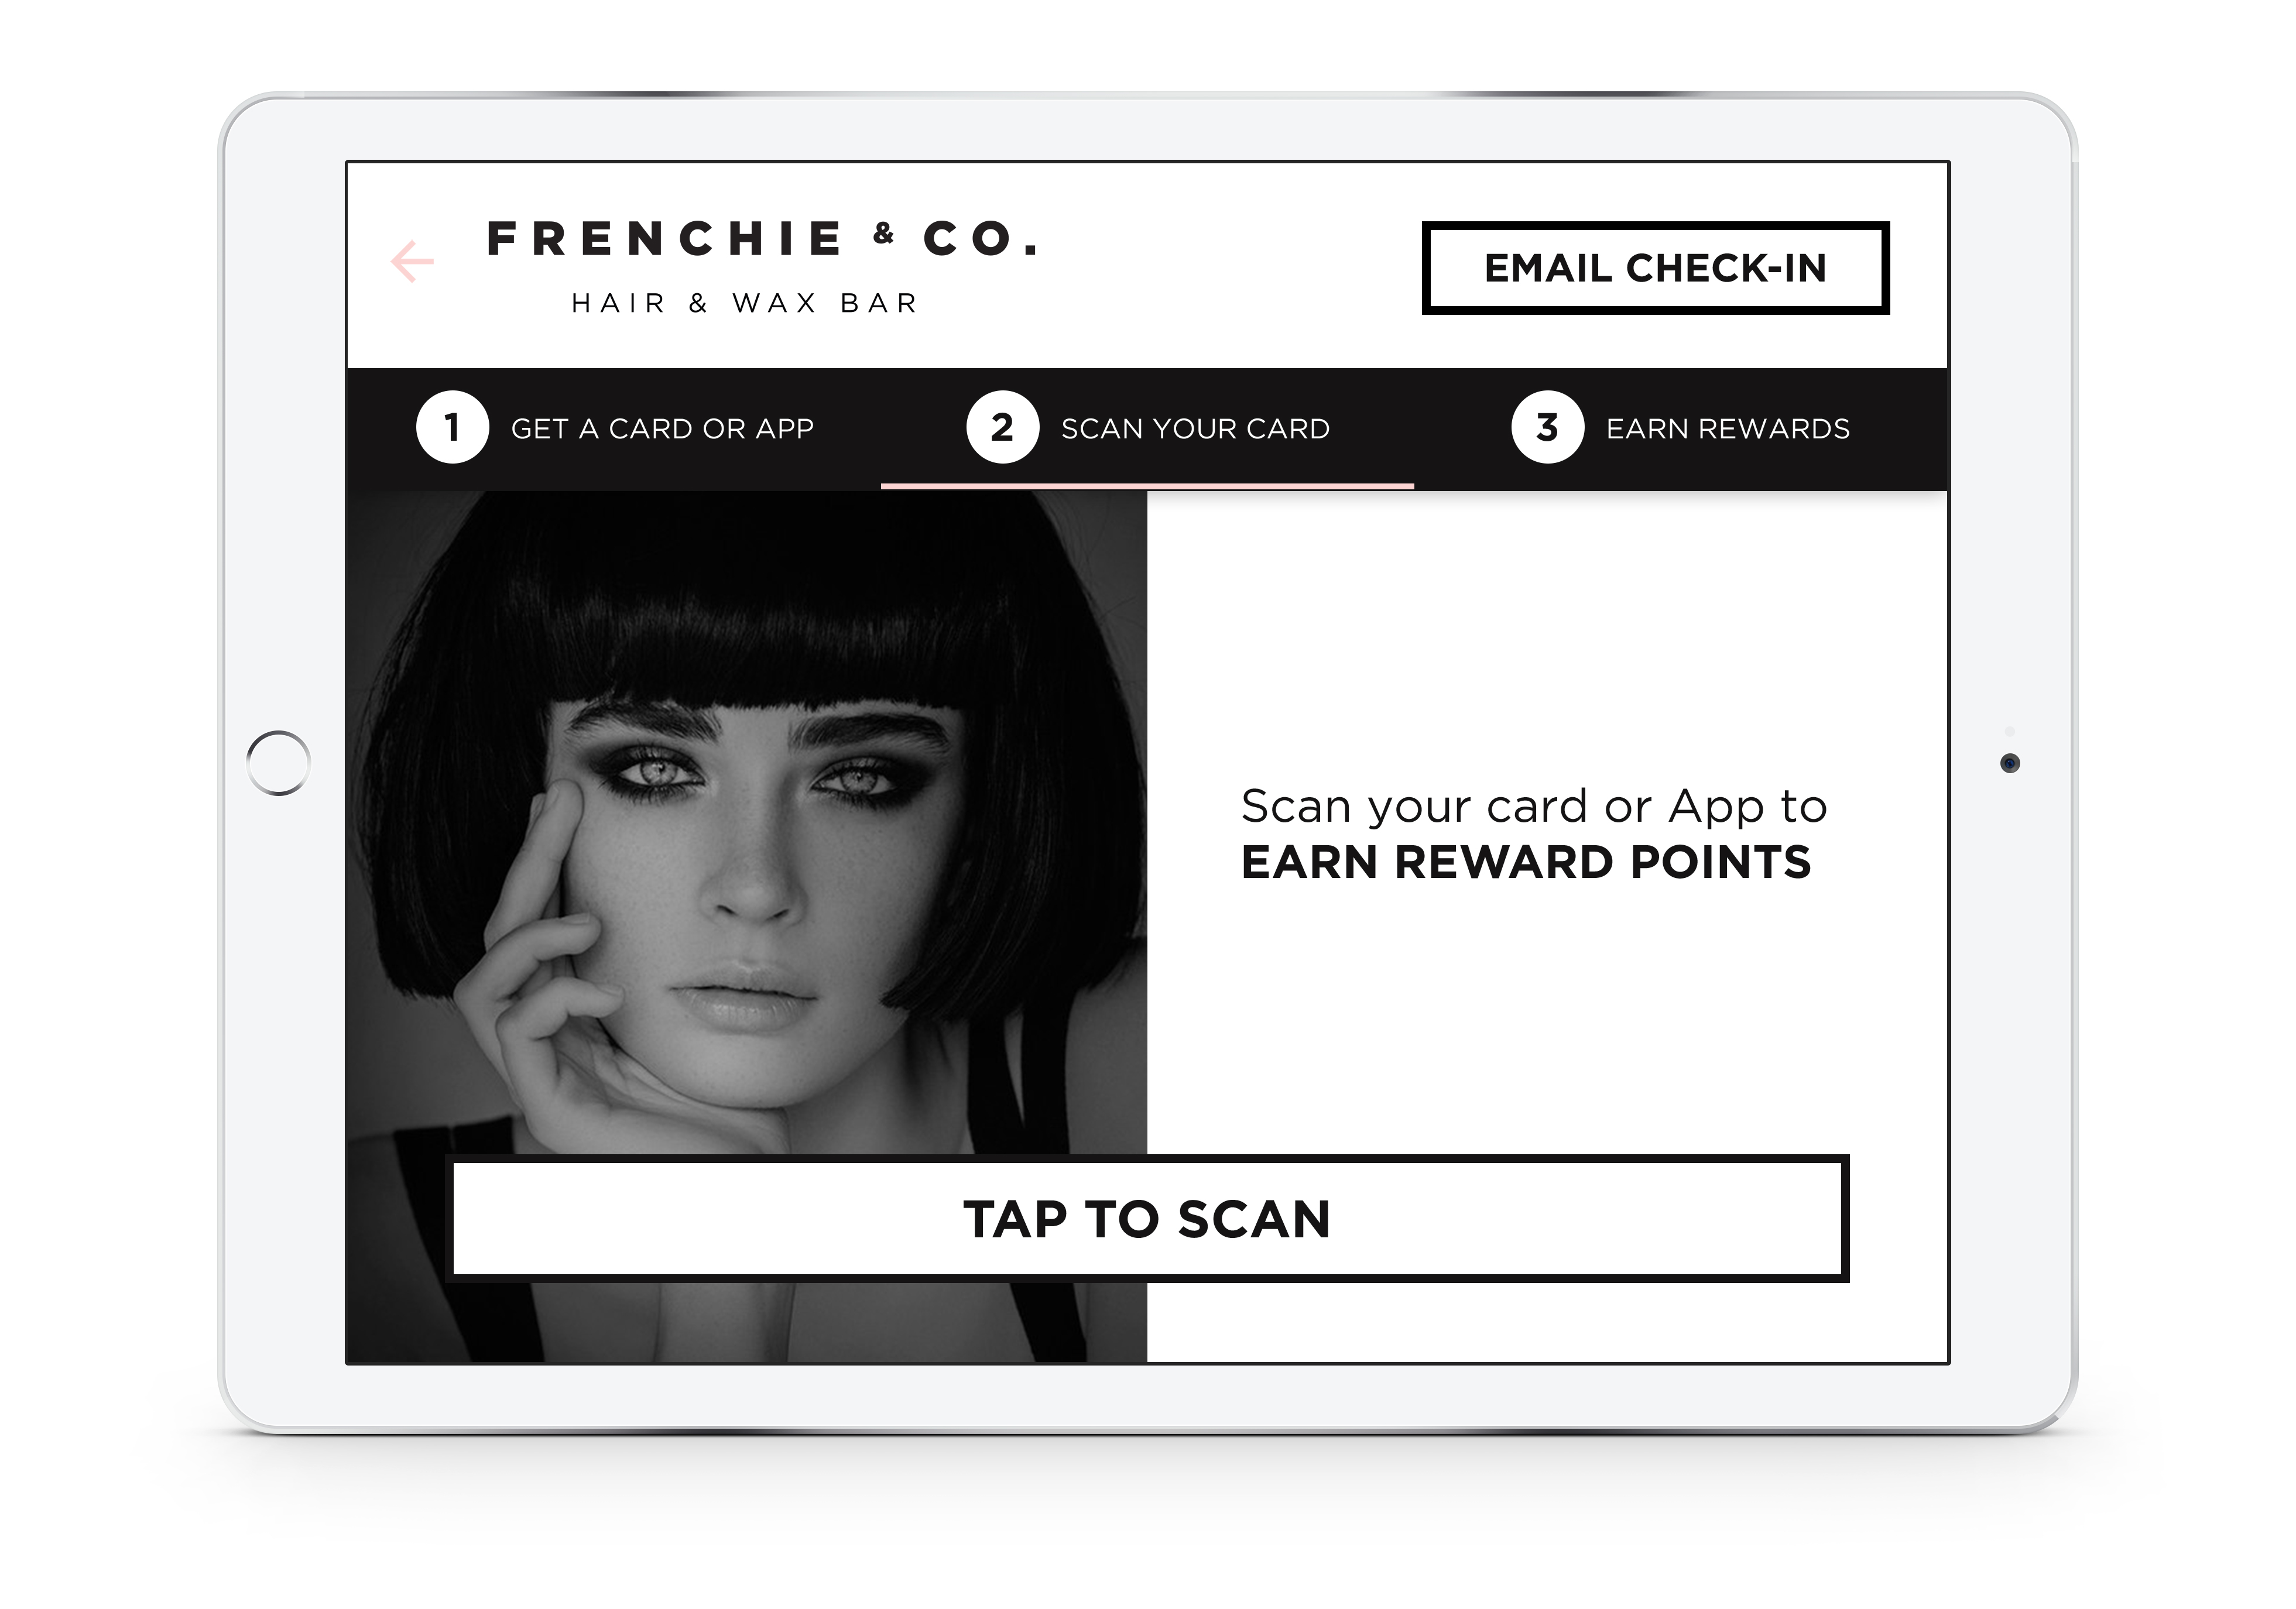 FRENCHIE & CO.
HAIR & WAX BAR
EMAIL CHECK-IN
1 GET A CARD OR APP
2 SCAN YOUR CARD
3 EARN REWARDS
Scan your card or App to
EARN REWARD POINTS
TAP TO SCAN